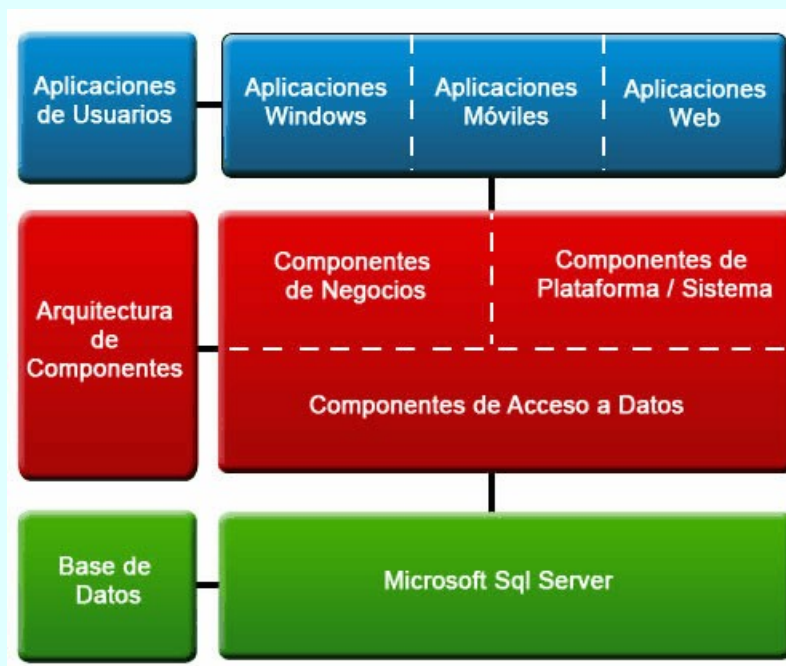 Aplicaciones
de Usuarios
Aplicaciones
Windows
Aplicaciones
Móviles
Aplicaciones
Web
Arquitectura
de
Componentes
Componentes
de Negocios
Componentes de
Plataforma / Sistema
Componentes de Acceso a Datos
Base de
Datos
Microsoft Sql Server